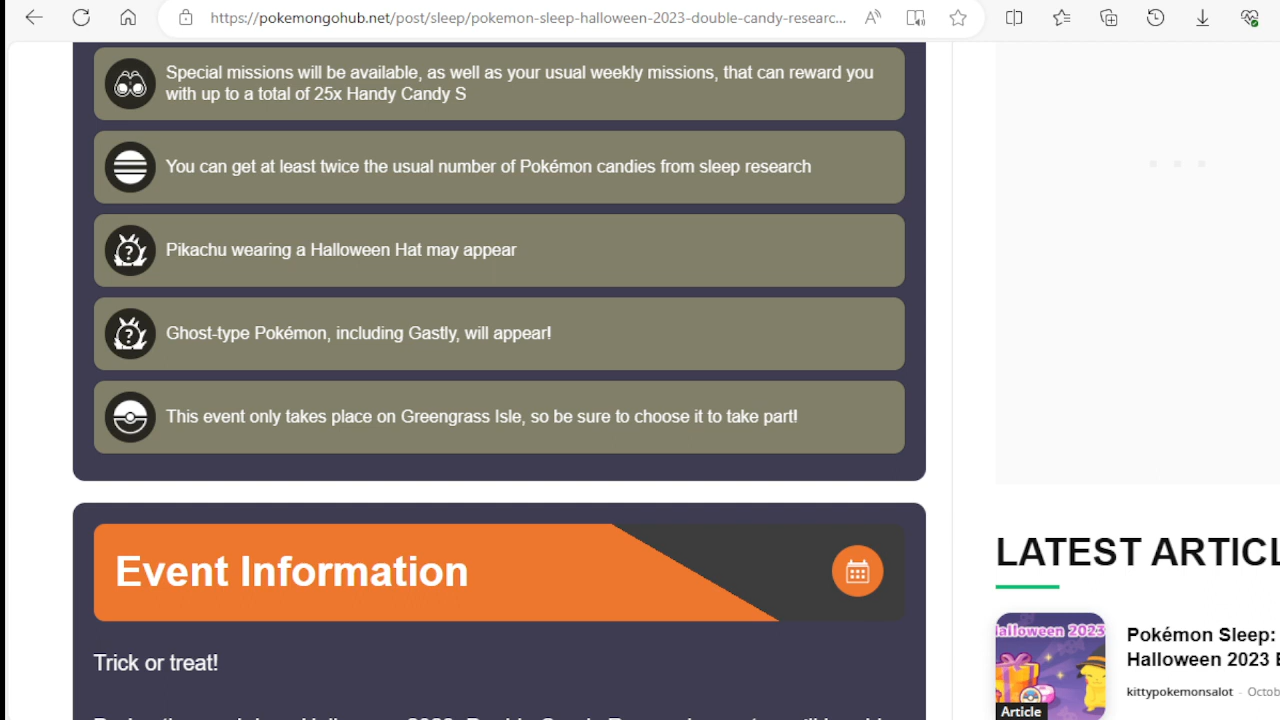 https://pokemongohub.net/post/sleep/pokemon-sleep-halloween-2023-double-candy-researc...
Special missions will be available, as well as your usual weekly missions, that can reward you
with up to a total of 25x Handy Candy S
You can get at least twice the usual number of Pokémon candies from sleep research
Pikachu wearing a Halloween Hat may appear
Ghost-type Pokémon, including Gastly, will appear!
This event only takes place on Greengrass Isle, so be sure to choose it to take part!
Event Information
Trick or treat!
LATEST ARTICL
alloween 2023
Article
Pokémon Sleep:
Halloween 2023 E
kittypokemonsalot - Octob